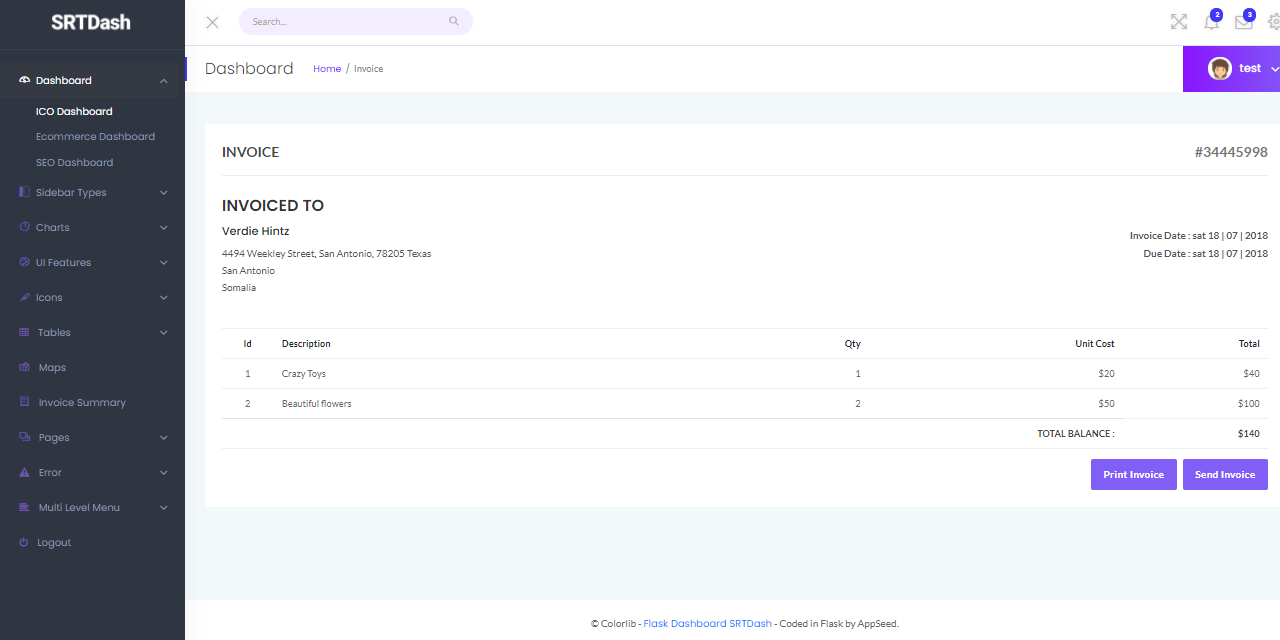 SRTDash
Search...
2
3
Dashboard
Home / Invoice
test
Dashboard
ICO Dashboard
Ecommerce Dashboard
SEO Dashboard
Sidebar Types
Charts
UI Features
Icons
Tables
Maps
Invoice Summary
Pages
Error
Multi Level Menu
Logout
INVOICE
#34445998
INVOICED TO
Verdie Hintz
4494 Weekley Street, San Antonio, 78205 Texas
San Antonio
Somalia
Invoice Date : sat 18 | 07 | 2018
Due Date : sat 18 | 07 | 2018
Id Description Qty Unit Cost Total
1 Crazy Toys 1 $20 $40
2 Beautiful flowers 2 $50 $100
TOTAL BALANCE : $140
Print Invoice Send Invoice
© Colorlib - Flask Dashboard SRTDash - Coded in Flask by AppSeed.